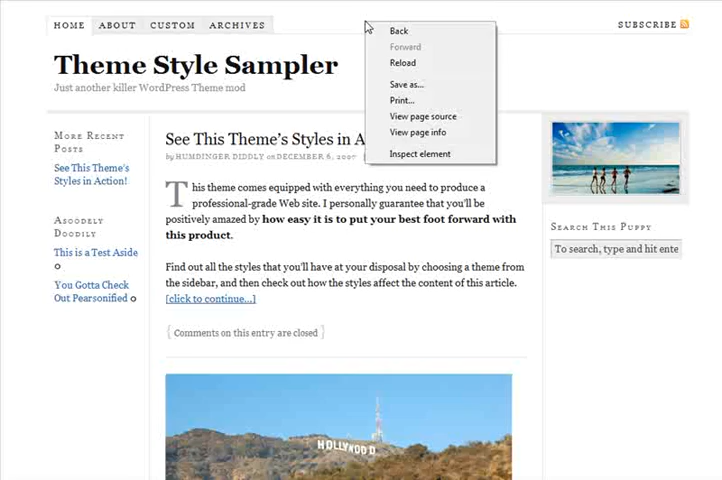 HOME ABOUT CUSTOM ARCHIVES
SUBSCRIBE
Theme Style Sampler
Just another killer WordPress Theme mod
Back
Forward
Reload
Save as...
Print...
View page source
View page info
Inspect element
More Recent
Posts
See This Theme's
Styles in Action!
Asoodely
Doodily
This is a Test Aside
You Gotta Check
Out Pearsonified
See This Theme's Styles in A
by HUMDINGER DIDDLY on DECEMBER 6, 2007
This theme comes equipped with everything you need to produce a
professional-grade Web site. I personally guarantee that you'll be
positively amazed by how easy it is to put your best foot forward with
this product.
Find out all the styles that you'll have at your disposal by choosing a theme from
the sidebar, and then check out how the styles affect the content of this article.
[click to continue...]
{ Comments on this entry are closed }
HOLLYWOOD
Search This Puppy
To search, type and hit ente